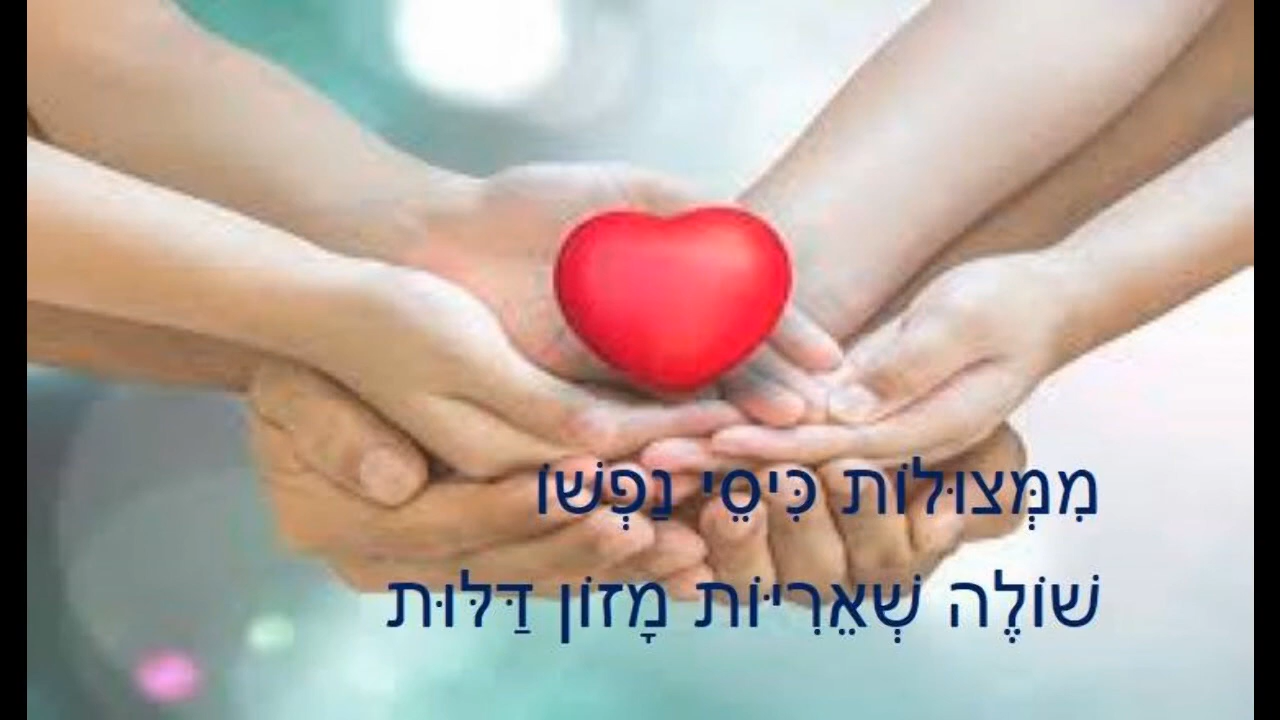 מִמְּצוּלוֹת כִּיסֵי נַפְשׁוֹ
שׁוֹלֶה שְׁאֵרִיּוֹת מָזוֹן דַּלּוּת